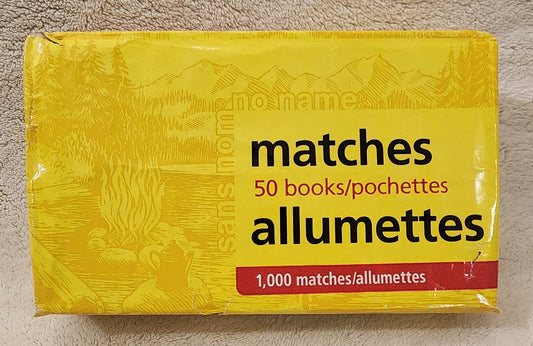 no name®
sans nom®
matches
50 books/pochettes
allumettes
1,000 matches/allumettes